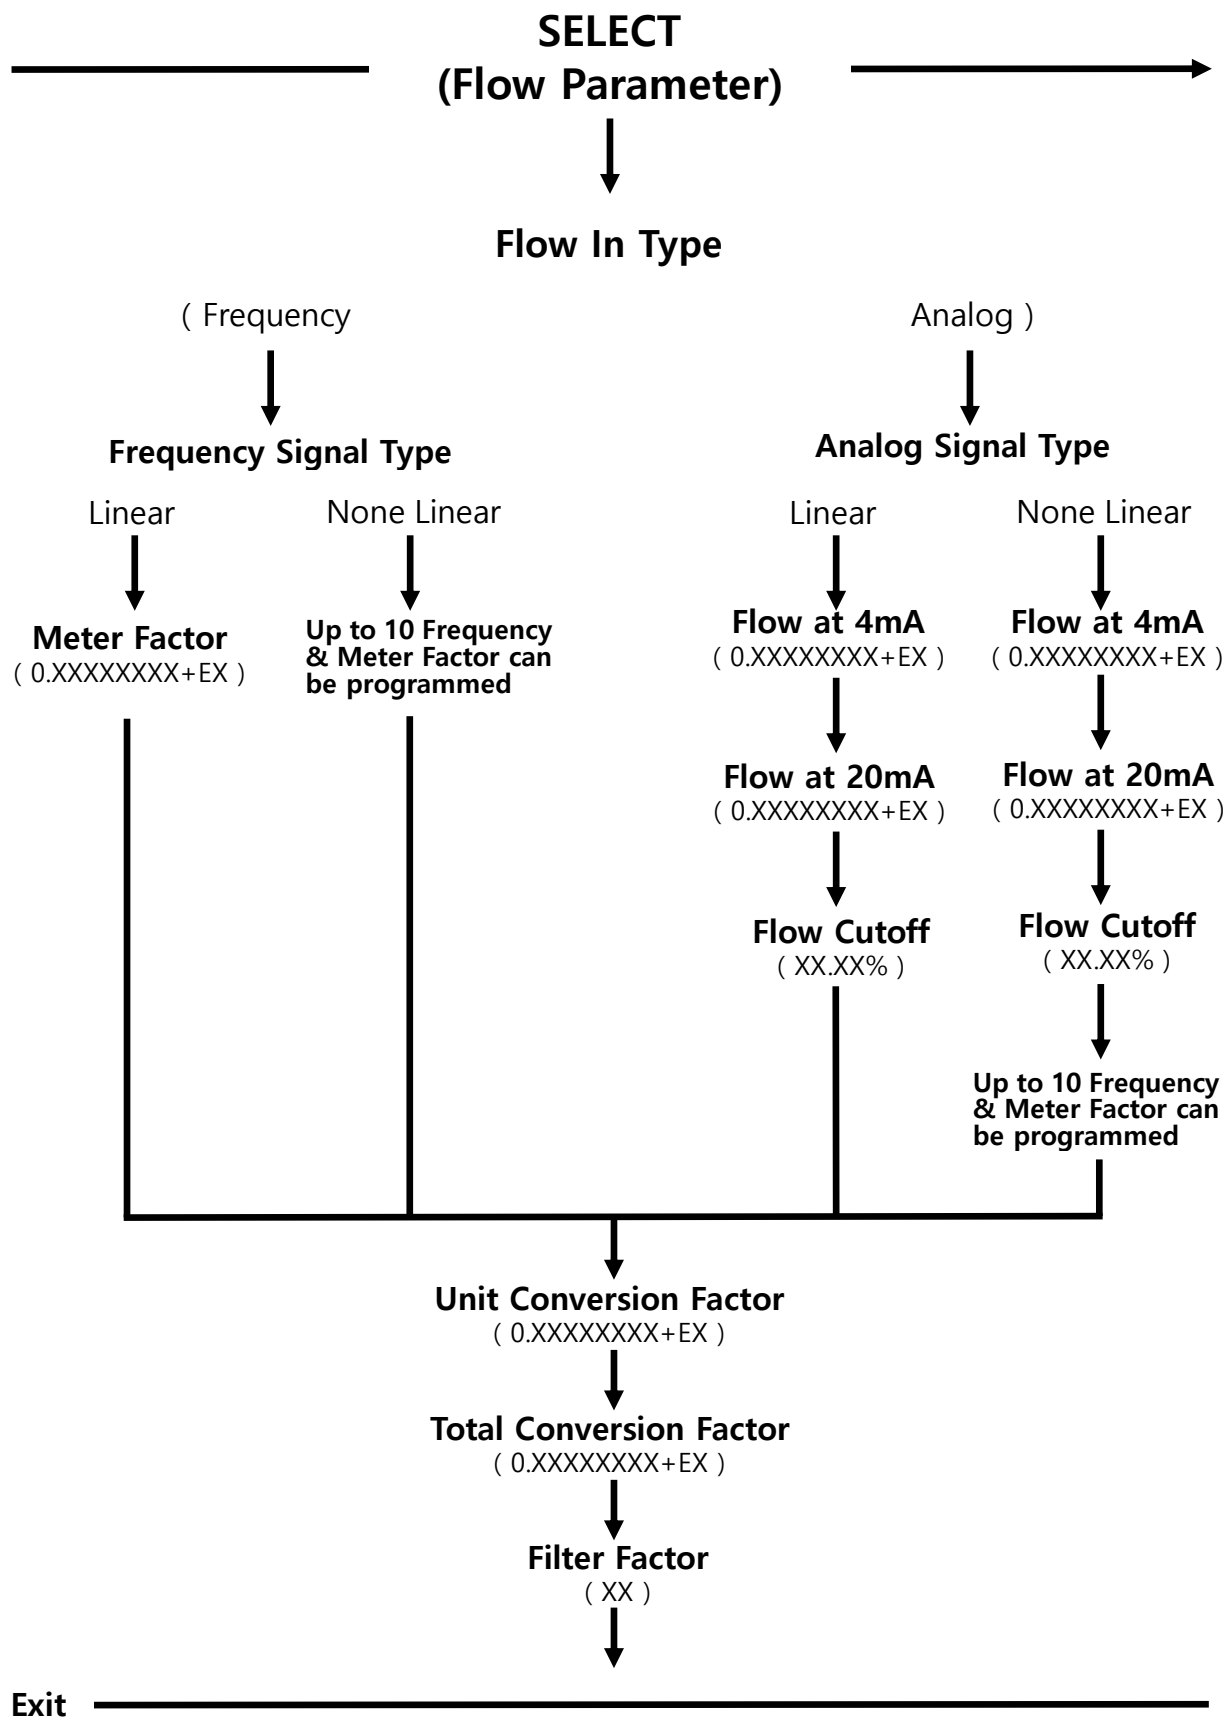 SELECT
(Flow Parameter)
Flow In Type
( Frequency
Analog )
Frequency Signal Type
Analog Signal Type
Linear
None Linear
Linear
None Linear
Meter Factor
( 0.XXXXXXXX+EX )
Up to 10 Frequency
& Meter Factor can
be programmed
Flow at 4mA
( 0.XXXXXXXX+EX )
Flow at 4mA
( 0.XXXXXXXX+EX )
Flow at 20mA
( 0.XXXXXXXX+EX )
Flow at 20mA
( 0.XXXXXXXX+EX )
Flow Cutoff
( XX.XX% )
Flow Cutoff
( XX.XX% )
Up to 10 Frequency
& Meter Factor can
be programmed
Unit Conversion Factor
( 0.XXXXXXXX+EX )
Total Conversion Factor
( 0.XXXXXXXX+EX )
Filter Factor
( XX )
Exit